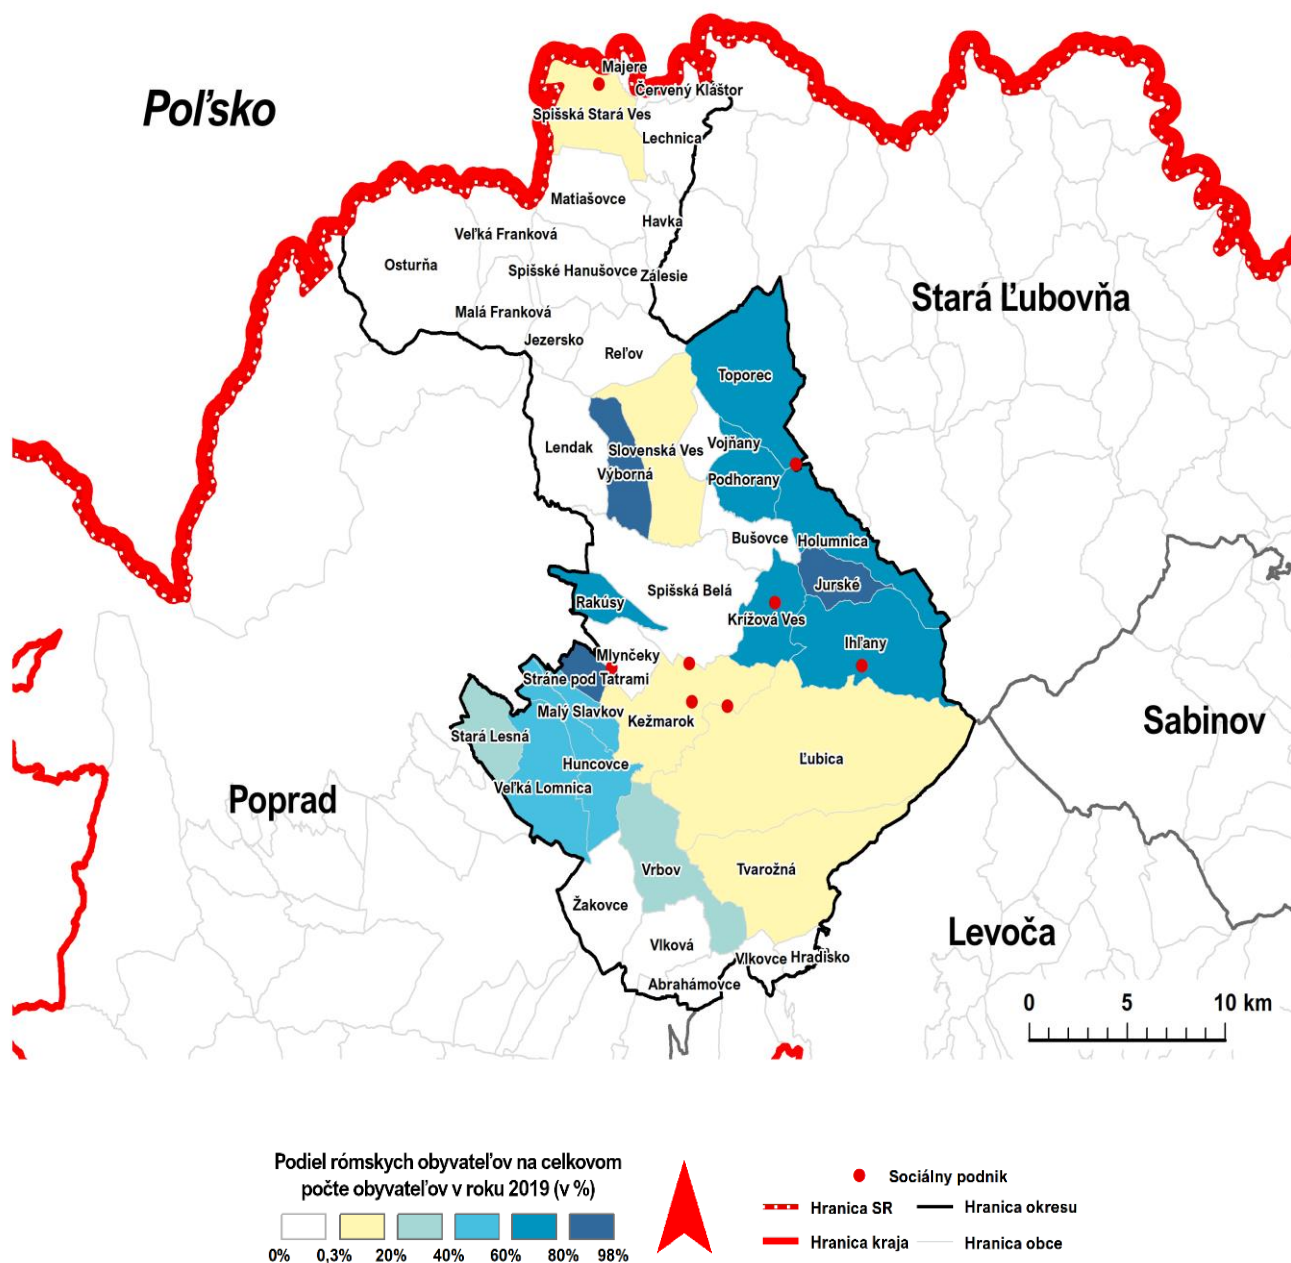 Poľsko
Majere
Červený Kláštor
Spišská Stará Ves
Lechnica
Matiašovce
Havka
Veľká Franková
Osturňa
Spišské Hanušovce
Zálesie
Stará Ľubovňa
Malá Franková
Jezersko
Reľov
Toporec
Vojňany
Lendak
Slovenská Ves
Výborná
Podhorany
Bušovce
Holumnica
Jurské
Spišská Belá
Rakúsy
Krížová Ves
Ihľany
Mlynčeky
Stráne pod Tatrami
Malý Slavkov
Kežmarok
Sabinov
Stará Lesná
Ľubica
Huncovce
Veľká Lomnica
Poprad
Vrbov
Tvarožná
Žakovce
Levoča
Vlková
Vlkovce
Hradisko
Abrahámovce
0 5 10 km
Podiel rómskych obyvateľov na celkovom
počte obyvateľov v roku 2019 (v %)
0% 0,3% 20% 40% 60% 80% 98%
Sociálny podnik
Hranica SR
Hranica okresu
Hranica kraja
Hranica obce